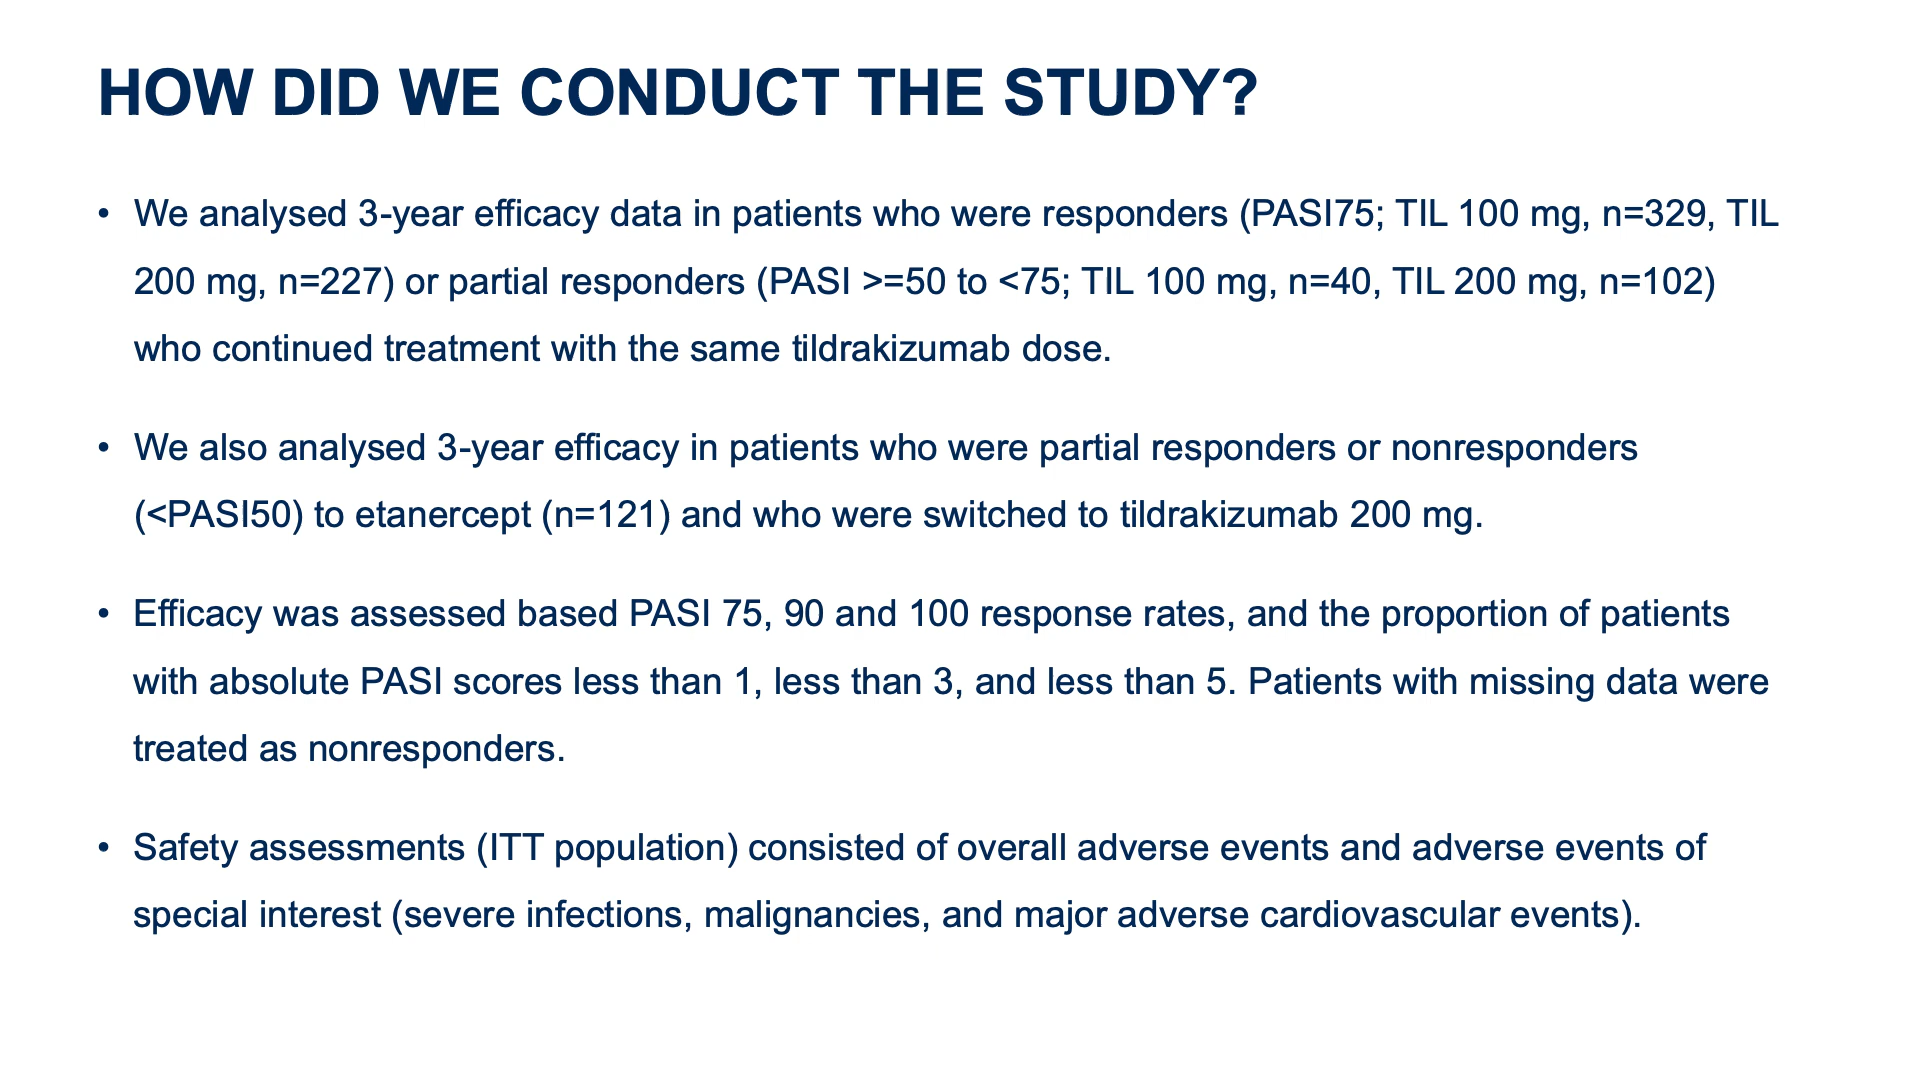 HOW DID WE CONDUCT THE STUDY?
• We analysed 3-year efficacy data in patients who were responders (PASI75; TIL 100 mg, n=329, TIL
200 mg, n=227) or partial responders (PASI >=50 to <75; TIL 100 mg, n=40, TIL 200 mg, n=102)
who continued treatment with the same tildrakizumab dose.
• We also analysed 3-year efficacy in patients who were partial responders or nonresponders
(<PASI50) to etanercept (n=121) and who were switched to tildrakizumab 200 mg.
• Efficacy was assessed based PASI 75, 90 and 100 response rates, and the proportion of patients
with absolute PASI scores less than 1, less than 3, and less than 5. Patients with missing data were
treated as nonresponders.
• Safety assessments (ITT population) consisted of overall adverse events and adverse events of
special interest (severe infections, malignancies, and major adverse cardiovascular events).